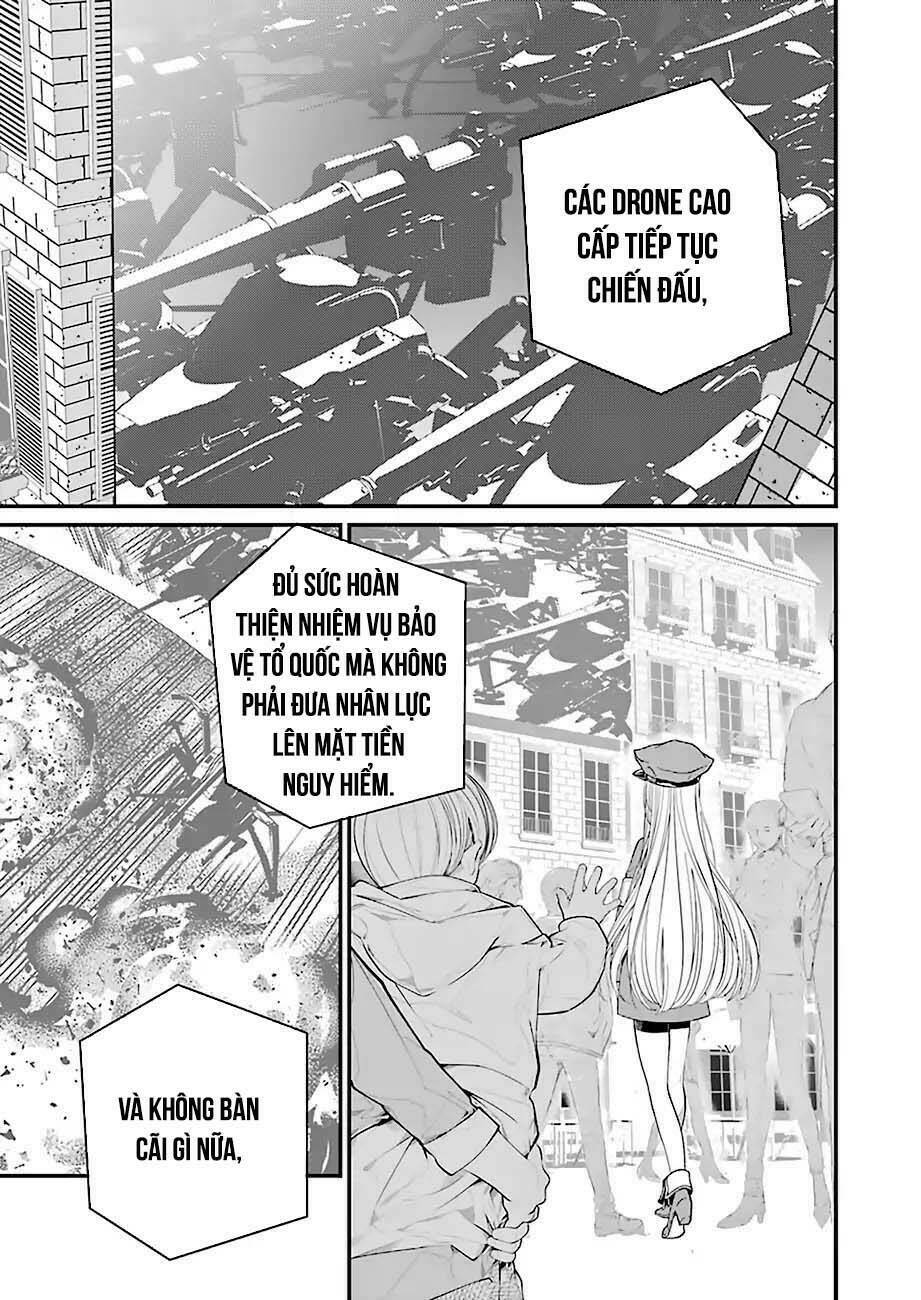 CÁC DRONE CAO
CẤP TIẾP TỤC
CHIẾN ĐẤU,
ĐỦ SỨC HOÀN
THIỆN NHIỆM VỤ BẢO
VỆ TỔ QUỐC MÀ KHÔNG
PHẢI ĐƯA NHÂN LỰC
LÊN MẶT TIỀN
NGUY HIỂM.
VÀ KHÔNG BÀN
CÃI GÌ NỮA,